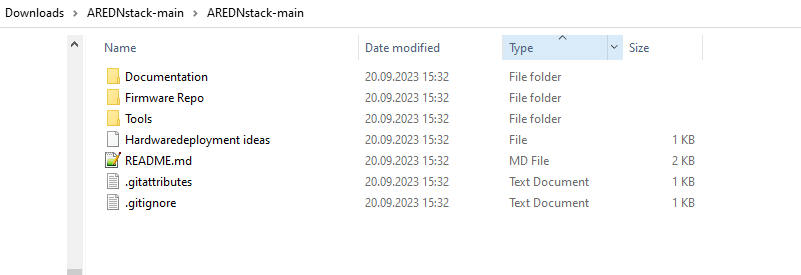 Downloads > AREDNstack-main > AREDNstack-main
Name Date modified Type Size
Documentation 20.09.2023 15:32 File folder
Firmware Repo 20.09.2023 15:32 File folder
Tools 20.09.2023 15:32 File folder
Hardwaredeployment ideas 20.09.2023 15:32 File 1 KB
README.md 20.09.2023 15:32 MD File 2 KB
.gitattributes 20.09.2023 15:32 Text Document 1 KB
.gitignore 20.09.2023 15:32 Text Document 1 KB